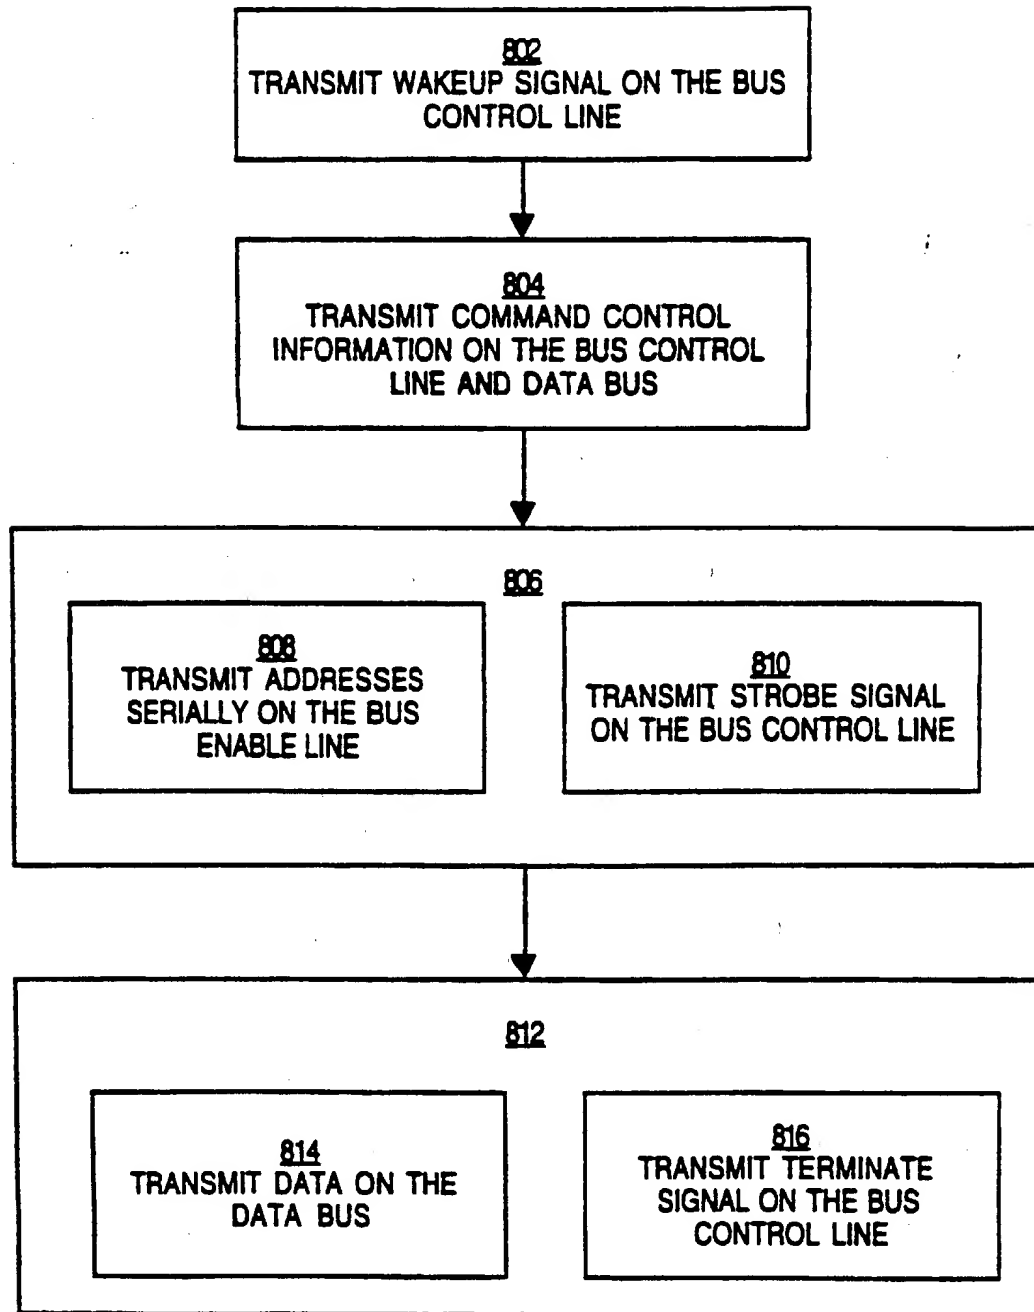 802
TRANSMIT WAKEUP SIGNAL ON THE BUS
CONTROL LINE
804
TRANSMIT COMMAND CONTROL
INFORMATION ON THE BUS CONTROL
LINE AND DATA BUS
806
808
TRANSMIT ADDRESSES
SERIALLY ON THE BUS
ENABLE LINE
810
TRANSMIT STROBE SIGNAL
ON THE BUS CONTROL LINE
812
814
TRANSMIT DATA ON THE
DATA BUS
816
TRANSMIT TERMINATE
SIGNAL ON THE BUS
CONTROL LINE